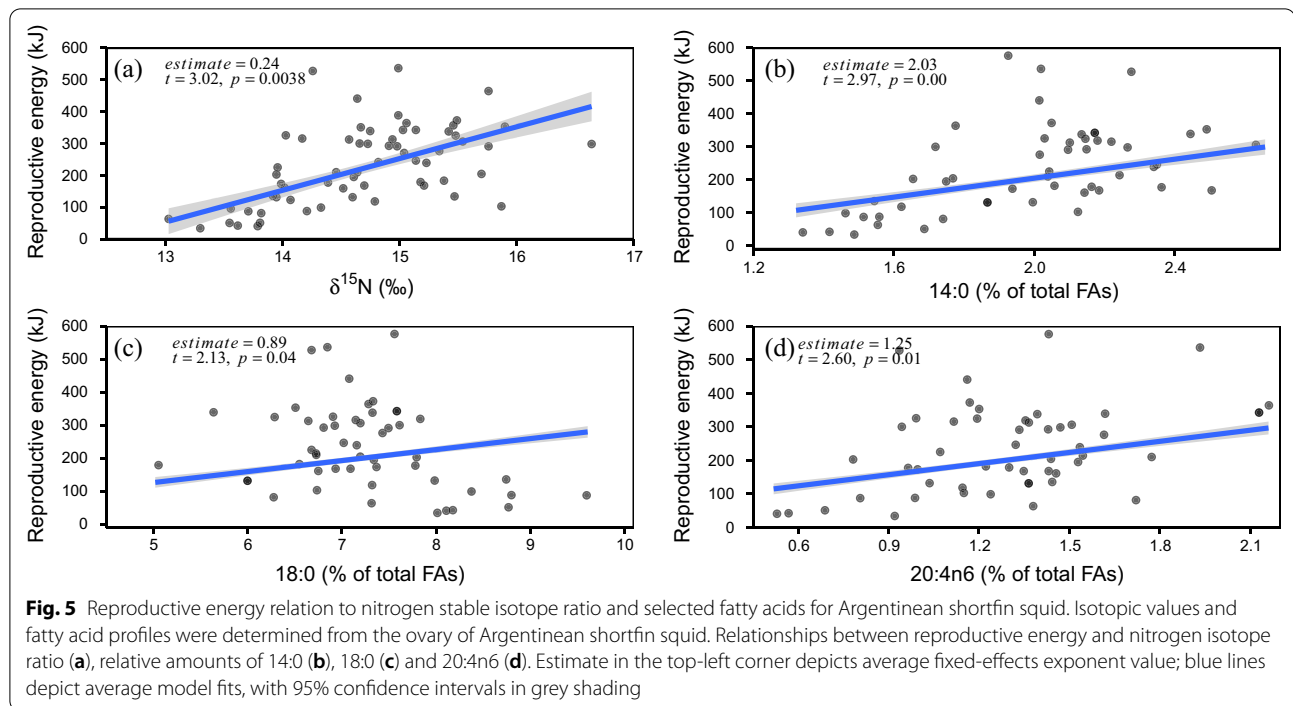 Reproductive energy (kJ)
600
500
400
300
200
100
0
(a)
estimate = 0.24
t = 3.02, p = 0.0038
13 14 15 16 17
δ15N (‰)
Reproductive energy (kJ)
600
500
400
300
200
100
0
(b)
estimate = 2.03
t = 2.97, p = 0.00
1.2 1.6 2.0 2.4
14:0 (% of total FAs)
Reproductive energy (kJ)
600
500
400
300
200
100
0
(c)
estimate = 0.89
t = 2.13, p = 0.04
5 6 7 8 9 10
18:0 (% of total FAs)
Reproductive energy (kJ)
600
500
400
300
200
100
0
(d)
estimate = 1.25
t = 2.60, p = 0.01
0.6 0.9 1.2 1.5 1.8 2.1
20:4n6 (% of total FAs)
Fig. 5 Reproductive energy relation to nitrogen stable isotope ratio and selected fatty acids for Argentinean shortfin squid. Isotopic values and
fatty acid profiles were determined from the ovary of Argentinean shortfin squid. Relationships between reproductive energy and nitrogen isotope
ratio (a), relative amounts of 14:0 (b), 18:0 (c) and 20:4n6 (d). Estimate in the top-left corner depicts average fixed-effects exponent value; blue lines
depict average model fits, with 95% confidence intervals in grey shading